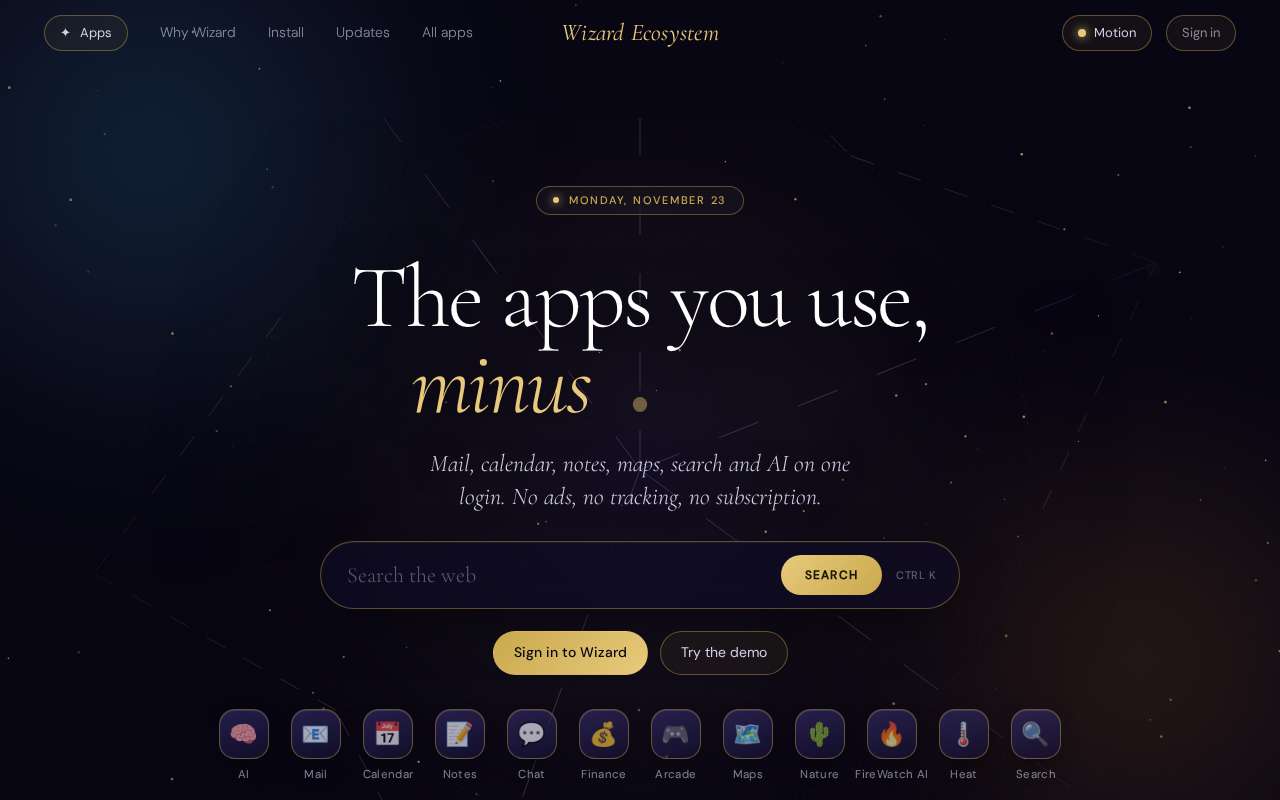 ✦ Apps
Why Wizard
Install
Updates
All apps
Wizard Ecosystem
Motion
Sign in
MONDAY, NOVEMBER 23
The apps you use,
minus
Mail, calendar, notes, maps, search and AI on one
login. No ads, no tracking, no subscription.
Search the web
SEARCH
CTRL K
Sign in to Wizard
Try the demo
AI
Mail
Calendar
Notes
Chat
Finance
Arcade
Maps
Nature
FireWatch AI
Heat
Search